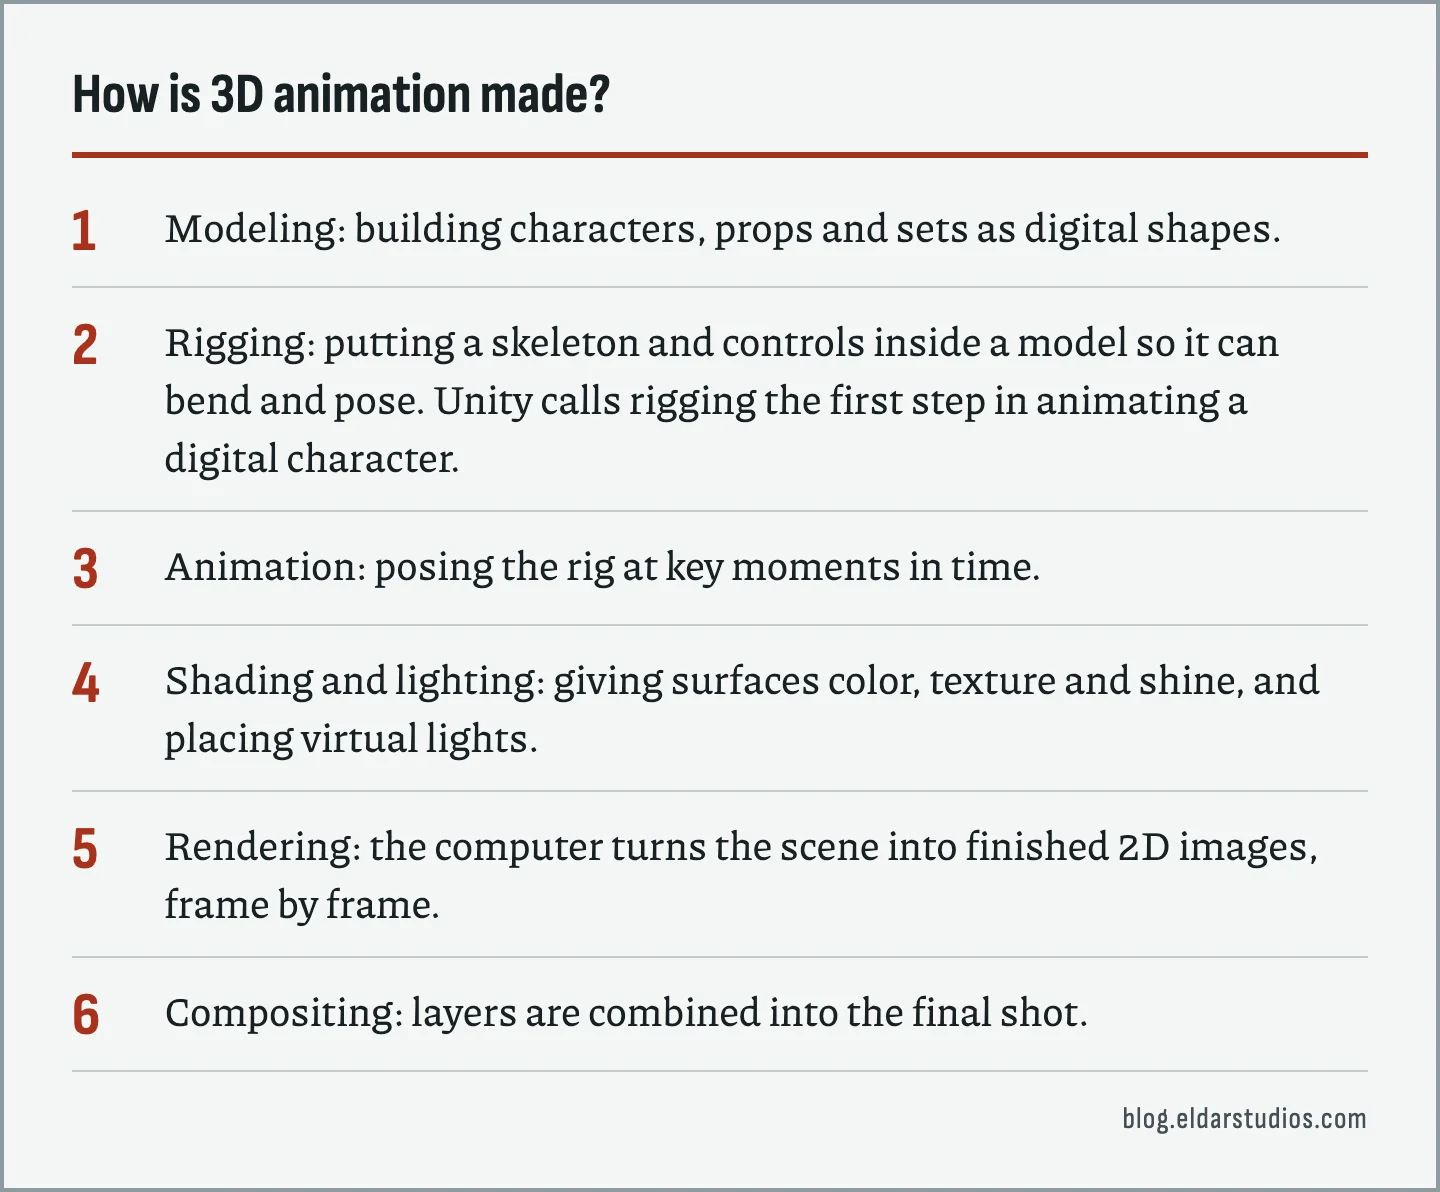 How is 3D animation made?
1 Modeling: building characters, props and sets as digital shapes.
2 Rigging: putting a skeleton and controls inside a model so it can
bend and pose. Unity calls rigging the first step in animating a
digital character.
3 Animation: posing the rig at key moments in time.
4 Shading and lighting: giving surfaces color, texture and shine, and
placing virtual lights.
5 Rendering: the computer turns the scene into finished 2D images,
frame by frame.
6 Compositing: layers are combined into the final shot.
blog.eldarstudios.com